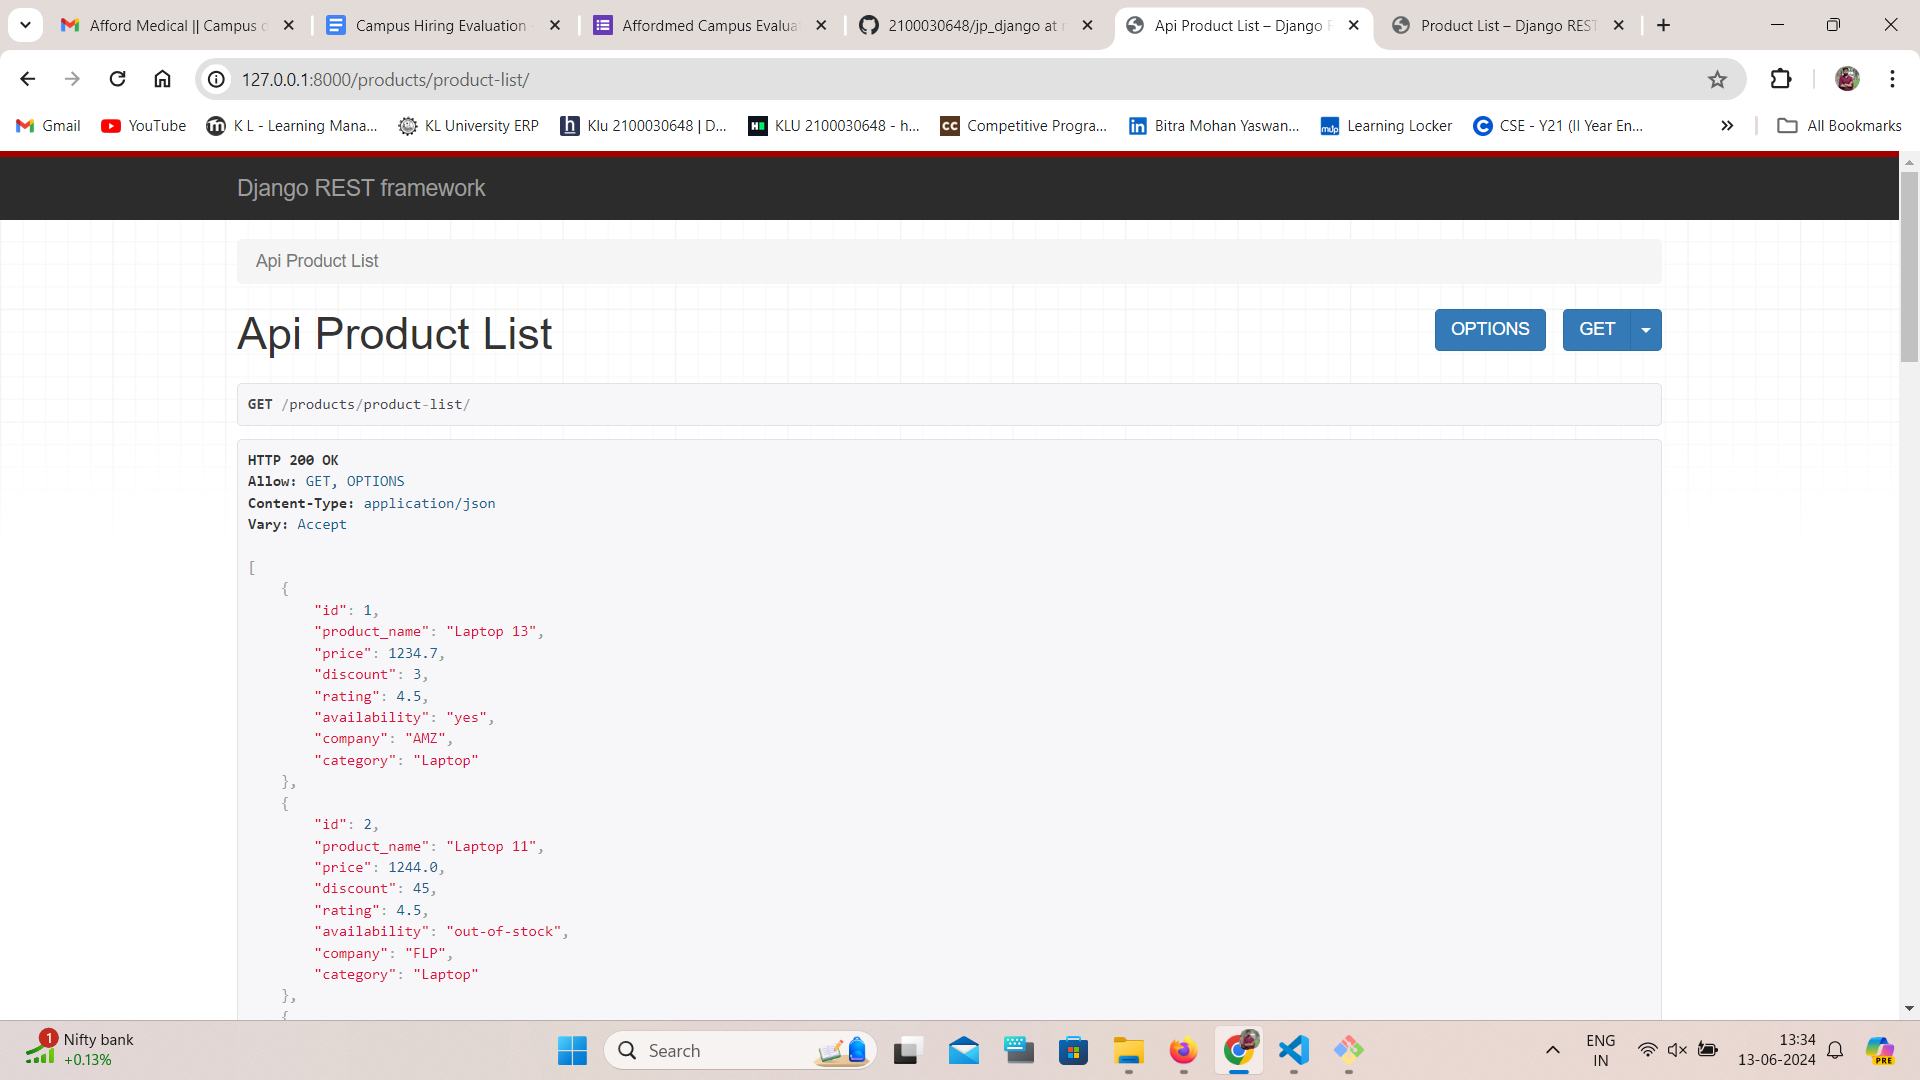 Afford Medical || Campus
Campus Hiring Evaluation
Affordmed Campus Evalua
2100030648/jp_django at
Api Product List – Django
Product List – Django REST
127.0.0.1:8000/products/product-list/
Gmail
YouTube
K L - Learning Mana...
KL University ERP
Klu 2100030648 | D...
KLU 2100030648 - h...
Competitive Progra...
Bitra Mohan Yaswan...
Learning Locker
CSE - Y21 (II Year En...
All Bookmarks
Django REST framework
Api Product List
Api Product List
OPTIONS
GET
GET /products/product-list/
HTTP 200 OK
Allow: GET, OPTIONS
Content-Type: application/json
Vary: Accept
[
{
"id": 1,
"product_name": "Laptop 13",
"price": 1234.7,
"discount": 3,
"rating": 4.5,
"availability": "yes",
"company": "AMZ",
"category": "Laptop"
},
{
"id": 2,
"product_name": "Laptop 11",
"price": 1244.0,
"discount": 45,
"rating": 4.5,
"availability": "out-of-stock",
"company": "FLP",
"category": "Laptop"
},
{
1
Nifty bank
+0.13%
Search
PRE
ENG
IN
13:34
13-06-2024
PRE